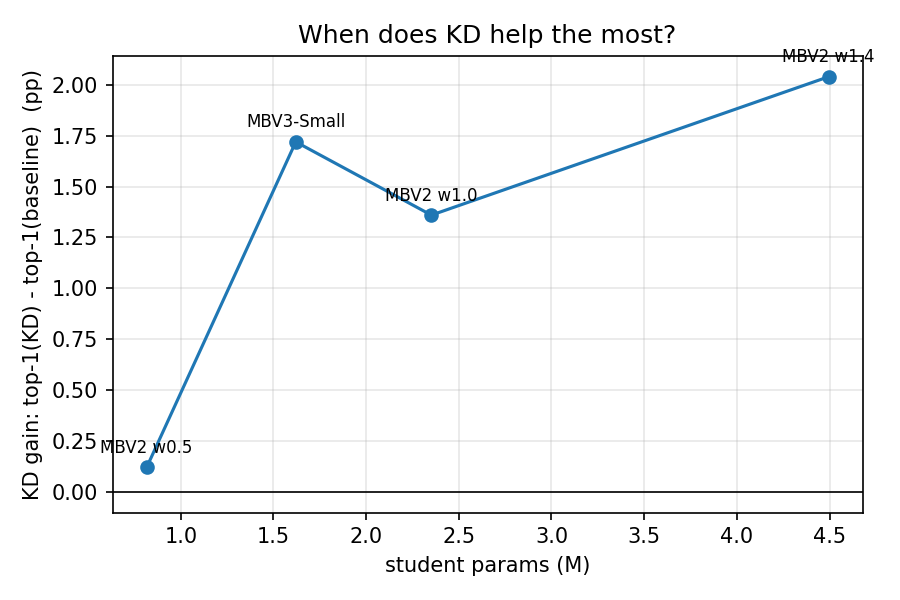 When does KD help the most?
MBV2 w1.4
MBV3-Small
MBV2 w1.0
MBV2 w0.5
KD gain: top-1(KD) - top-1(baseline) (pp)
2.00
1.75
1.50
1.25
1.00
0.75
0.50
0.25
0.00
1.0 1.5 2.0 2.5 3.0 3.5 4.0 4.5
student params (M)